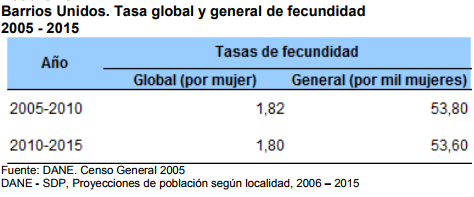 Barrios Unidos. Tasa global y general de fecundidad
2005 - 2015
Año
Tasas de fecundidad
Global (por mujer) General (por mil mujeres)
2005-2010 1,82 53,80
2010-2015 1,80 53,60
Fuente: DANE. Censo General 2005
DANE - SDP, Proyecciones de población según localidad, 2006 – 2015